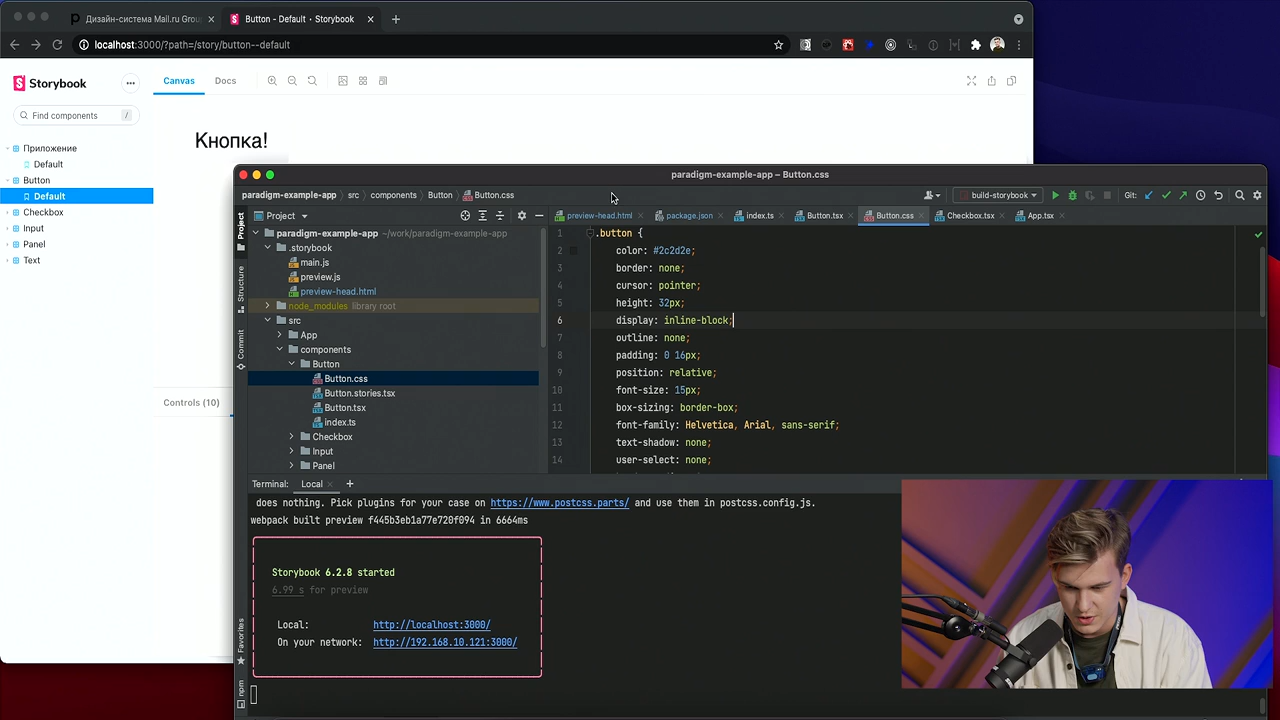 Дизайн-система Mail.ru Grou
Button - Default · Storybook
localhost:3000/?path=/story/button--default
Storybook
Canvas
Docs
Find components
/
Приложение
Default
Button
Default
Checkbox
Input
Panel
Text
Кнопка!
Controls (10)
paradigm-example-app – Button.css
paradigm-example-app
src
components
Button
Button.css
build-storybook
Git:
Project
preview-head.html
package.json
index.ts
Button.tsx
Button.css
Checkbox.tsx
App.tsx
Project
Structure
Commit
Favorites
npm
paradigm-example-app ~/work/paradigm-example-app
.storybook
main.js
preview.js
preview-head.html
node_modules library root
src
App
components
Button
Button.css
Button.stories.tsx
Button.tsx
index.ts
Checkbox
Input
Panel
1 .button {
2 color: #2c2d2e;
3 border: none;
4 cursor: pointer;
5 height: 32px;
6 display: inline-block;
7 outline: none;
8 padding: 0 16px;
9 position: relative;
10 font-size: 15px;
11 box-sizing: border-box;
12 font-family: Helvetica, Arial, sans-serif;
13 text-shadow: none;
14 user-select: none;
Terminal: Local
does nothing. Pick plugins for your case on https://www.postcss.parts/ and use them in postcss.config.js.
webpack built preview f445b3eb1a77e720f094 in 6664ms
Storybook 6.2.8 started
6.99 s for preview
Local: http://localhost:3000/
On your network: http://192.168.10.121:3000/